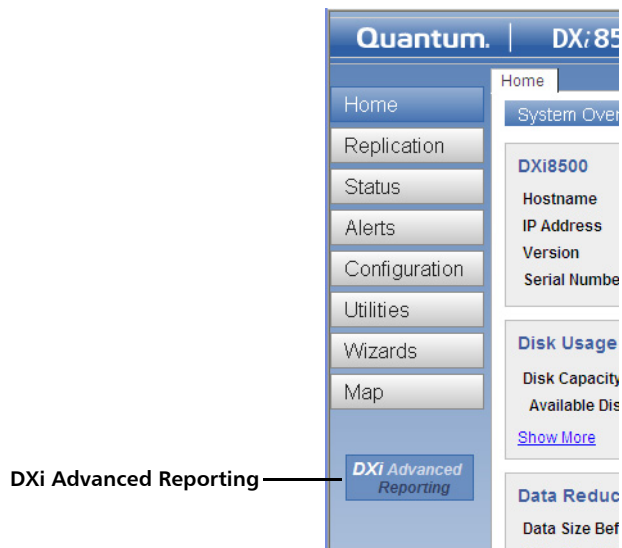 Quantum. DXi85
Home
Home
System Over
Replication
DXi8500
Status
Hostname
Alerts
IP Address
Version
Configuration
Serial Numbe
Utilities
Wizards
Disk Usage
Map
Disk Capacity
Available Dis
Show More
DXi Advanced Reporting
DXi Advanced
Reporting
Data Reduc
Data Size Bef